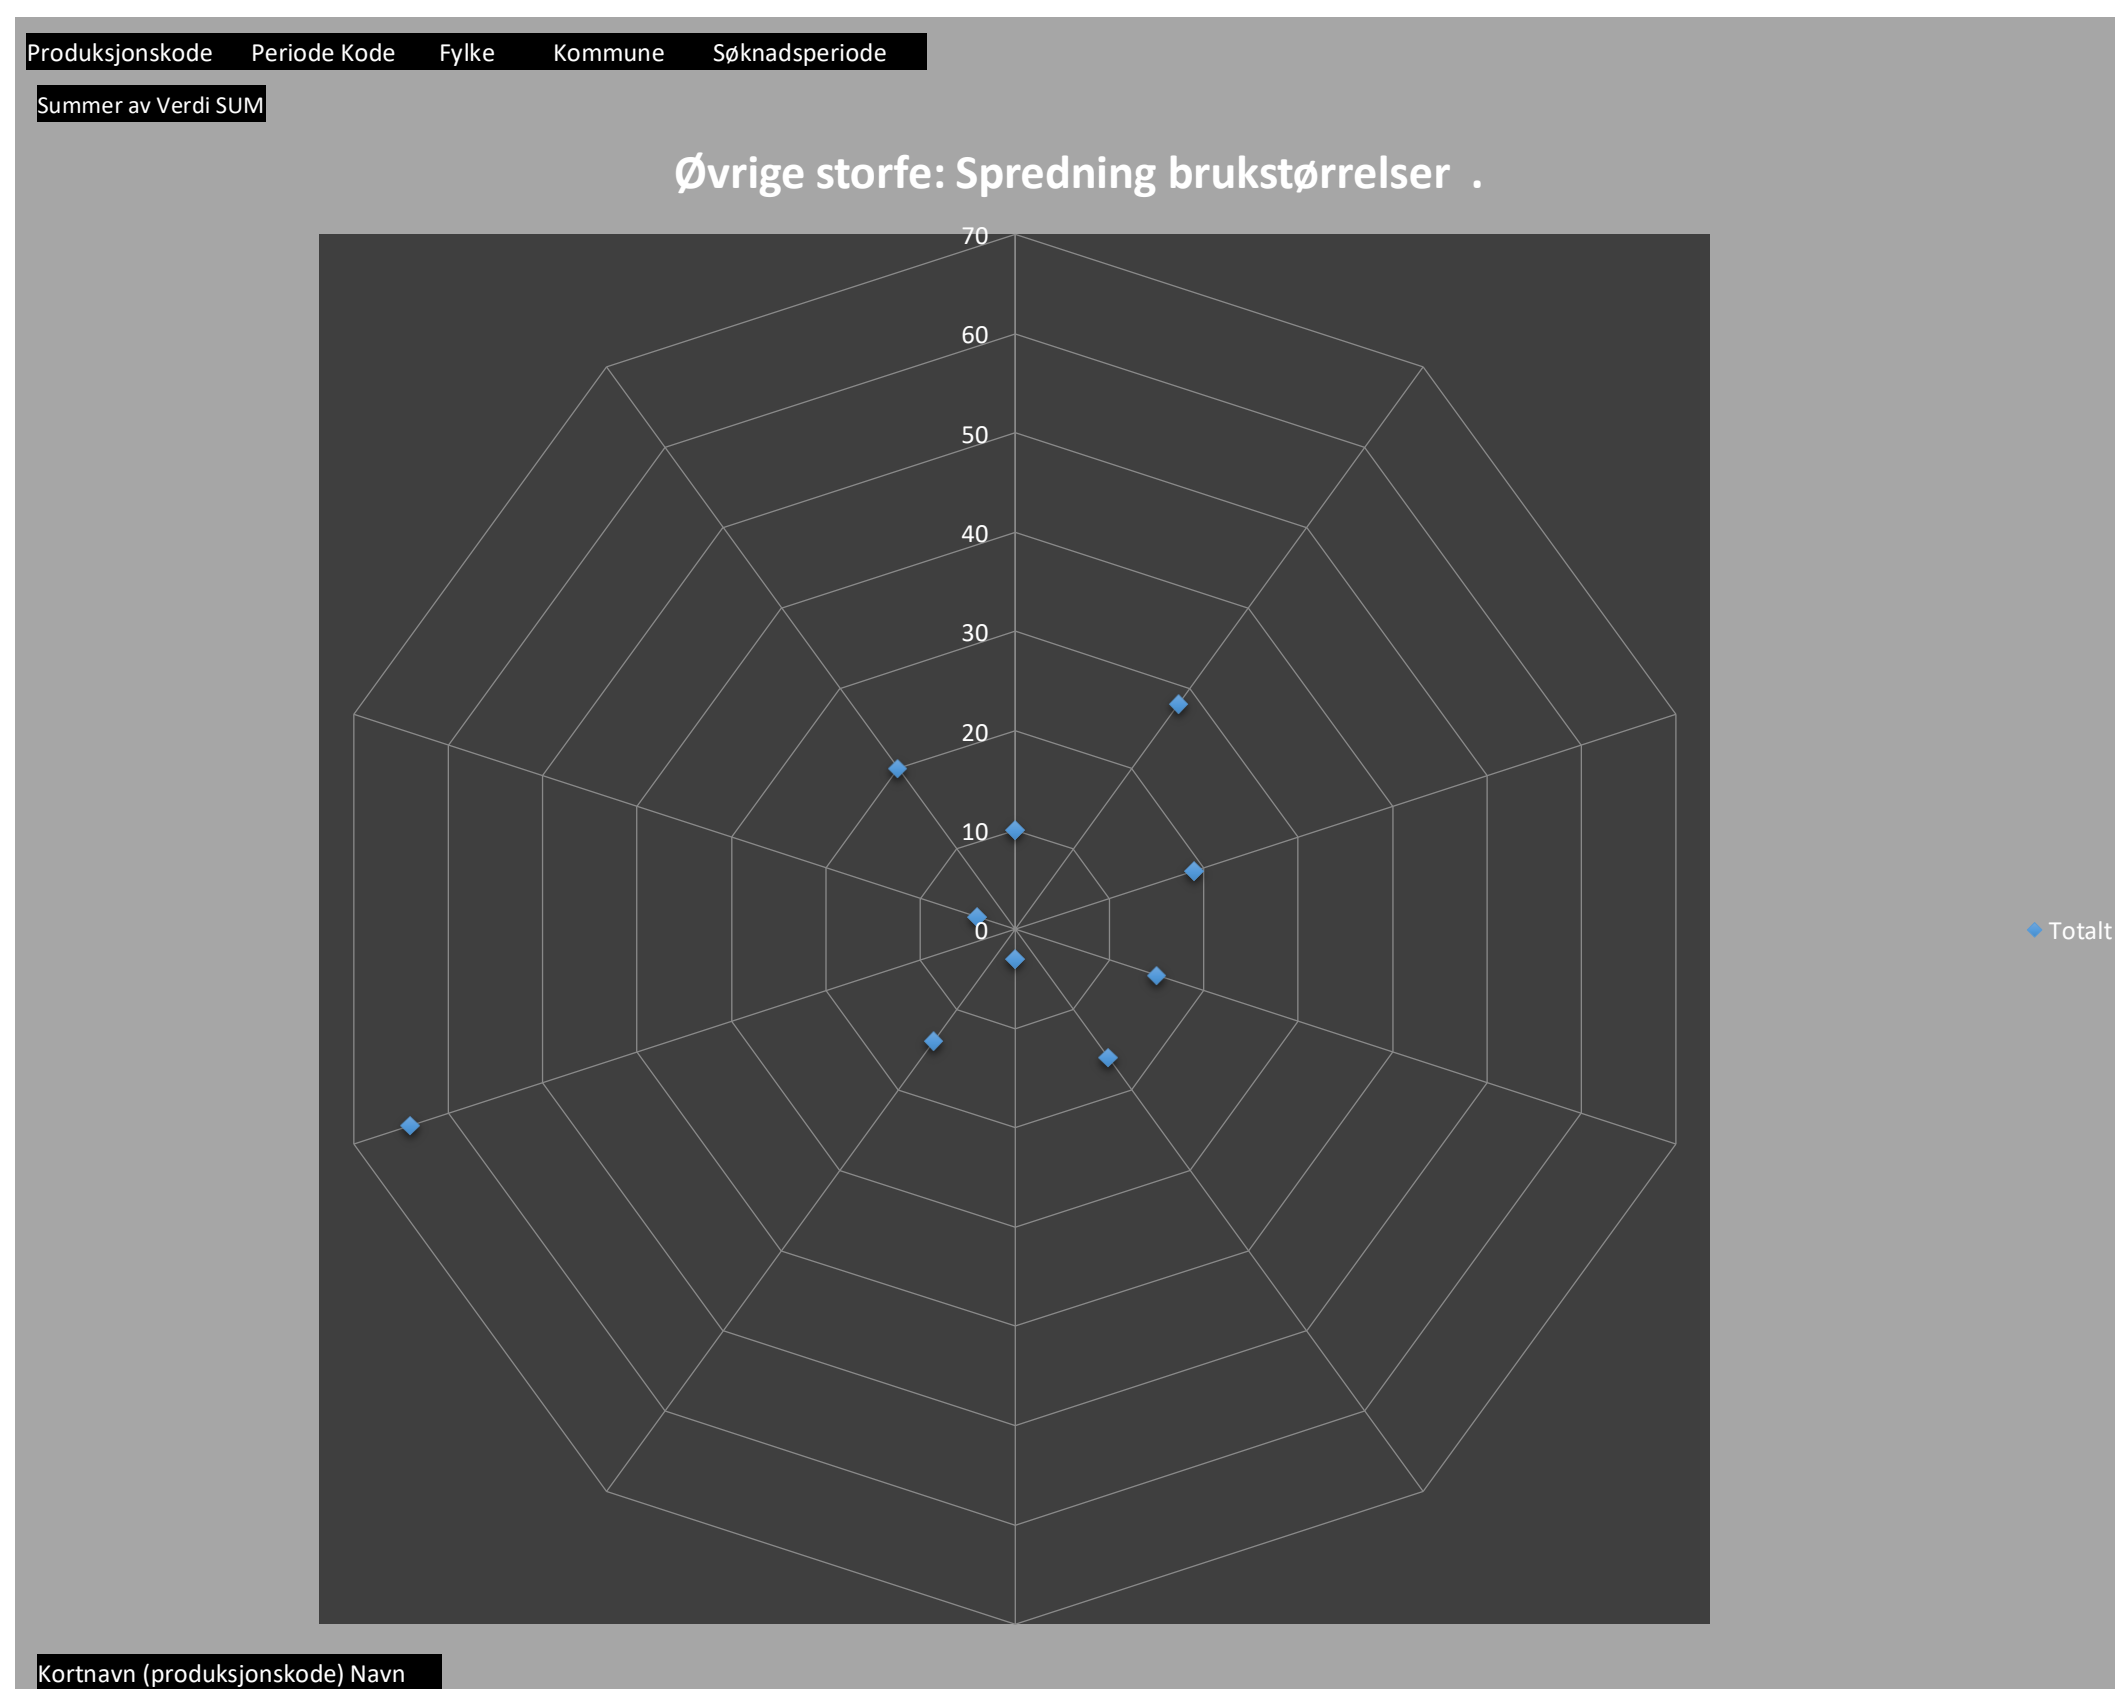 Produksjonskode Periode Kode Fylke Kommune Søknadsperiode
Summer av Verdi SUM
Øvrige storfe: Spredning brukstørrelser .
70
60
50
40
30
20
10
0
Totalt
Kortnavn (produksjonskode) Navn